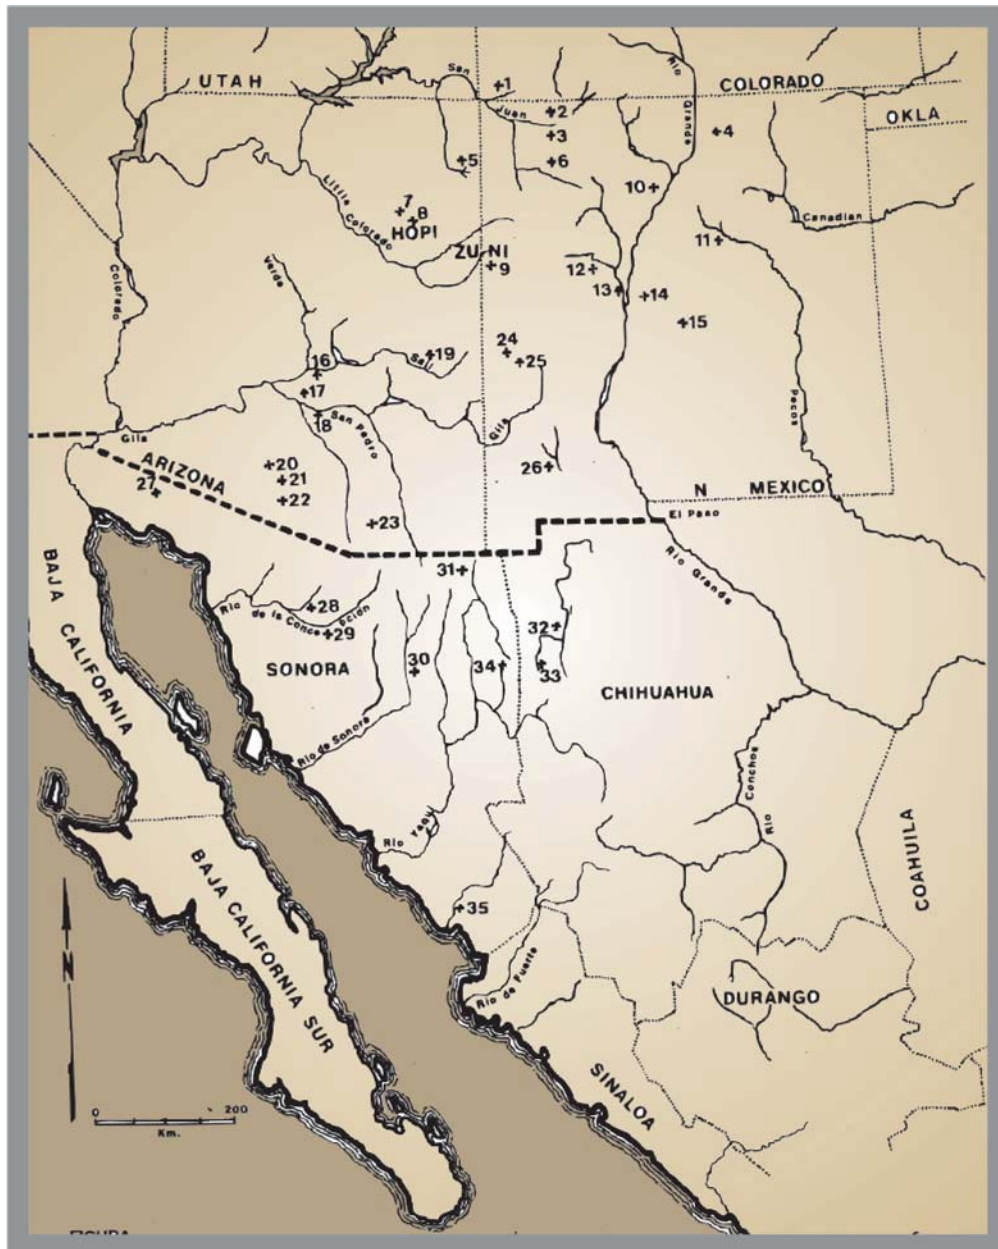 UTAH
San
Rio
COLORADO
+1
Juan
+2
Grande
OKLA
+3
+4
+5
+6
10+
Little
Colorado
+7
+8
HOPI
Canadian
11+
ZUNI
+9
12+
Verde
Colorado
13+
+14
+15
24
+25
16
Salt
+19
+17
18
San Pedro
Gila
Pecos
Gila
+20
ARIZONA
+21
26+
27
+22
N MEXICO
El Paso
+23
31+
Rio Grande
BAJA CALIFORNIA
+28
Rio de la Concepción
+29
32+
SONORA
30
34+
33
CHIHUAHUA
Rio de Sonora
Conchos
Rio
Rio Yaqui
COAHUILA
BAJA CALIFORNIA SUR
+35
N
Rio de Fuerte
DURANGO
SINALOA
0 200
Km.